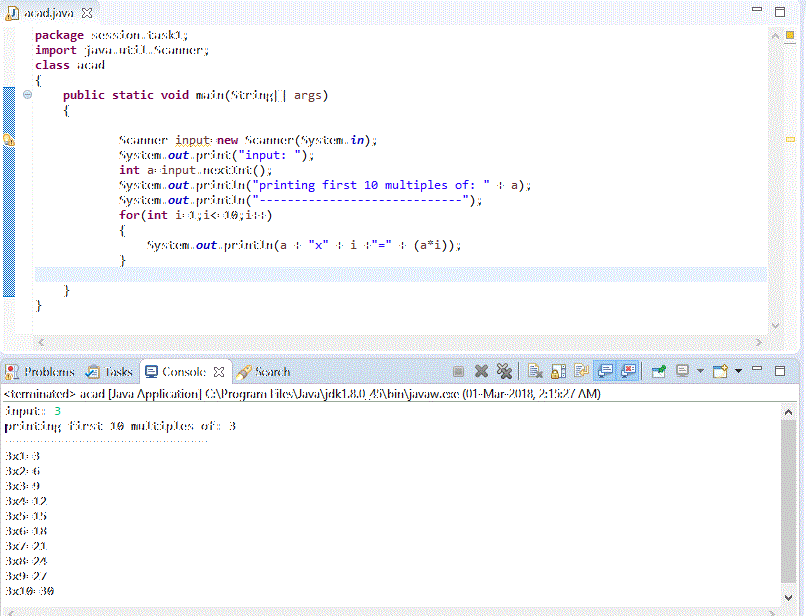 acad.java
package session.task1;
import java.util.Scanner;
class acad
{
public static void main(String[] args)
{
Scanner input=new Scanner(System.in);
System.out.print("input: ");
int a=input.nextInt();
System.out.println("printing first 10 multiples of: " + a);
System.out.println("-----------------------------");
for(int i=1;i<=10;i++)
{
System.out.println(a + "x" + i +"=" + (a*i));
}
}
}
Problems Tasks Console Search
<terminated> acad [Java Application] C:\Program Files\Java\jdk1.8.0_45\bin\javaw.exe (01-Mar-2018, 2:15:27 AM)
input: 3
printing first 10 multiples of: 3
-----------------------------
3x1=3
3x2=6
3x3=9
3x4=12
3x5=15
3x6=18
3x7=21
3x8=24
3x9=27
3x10=30